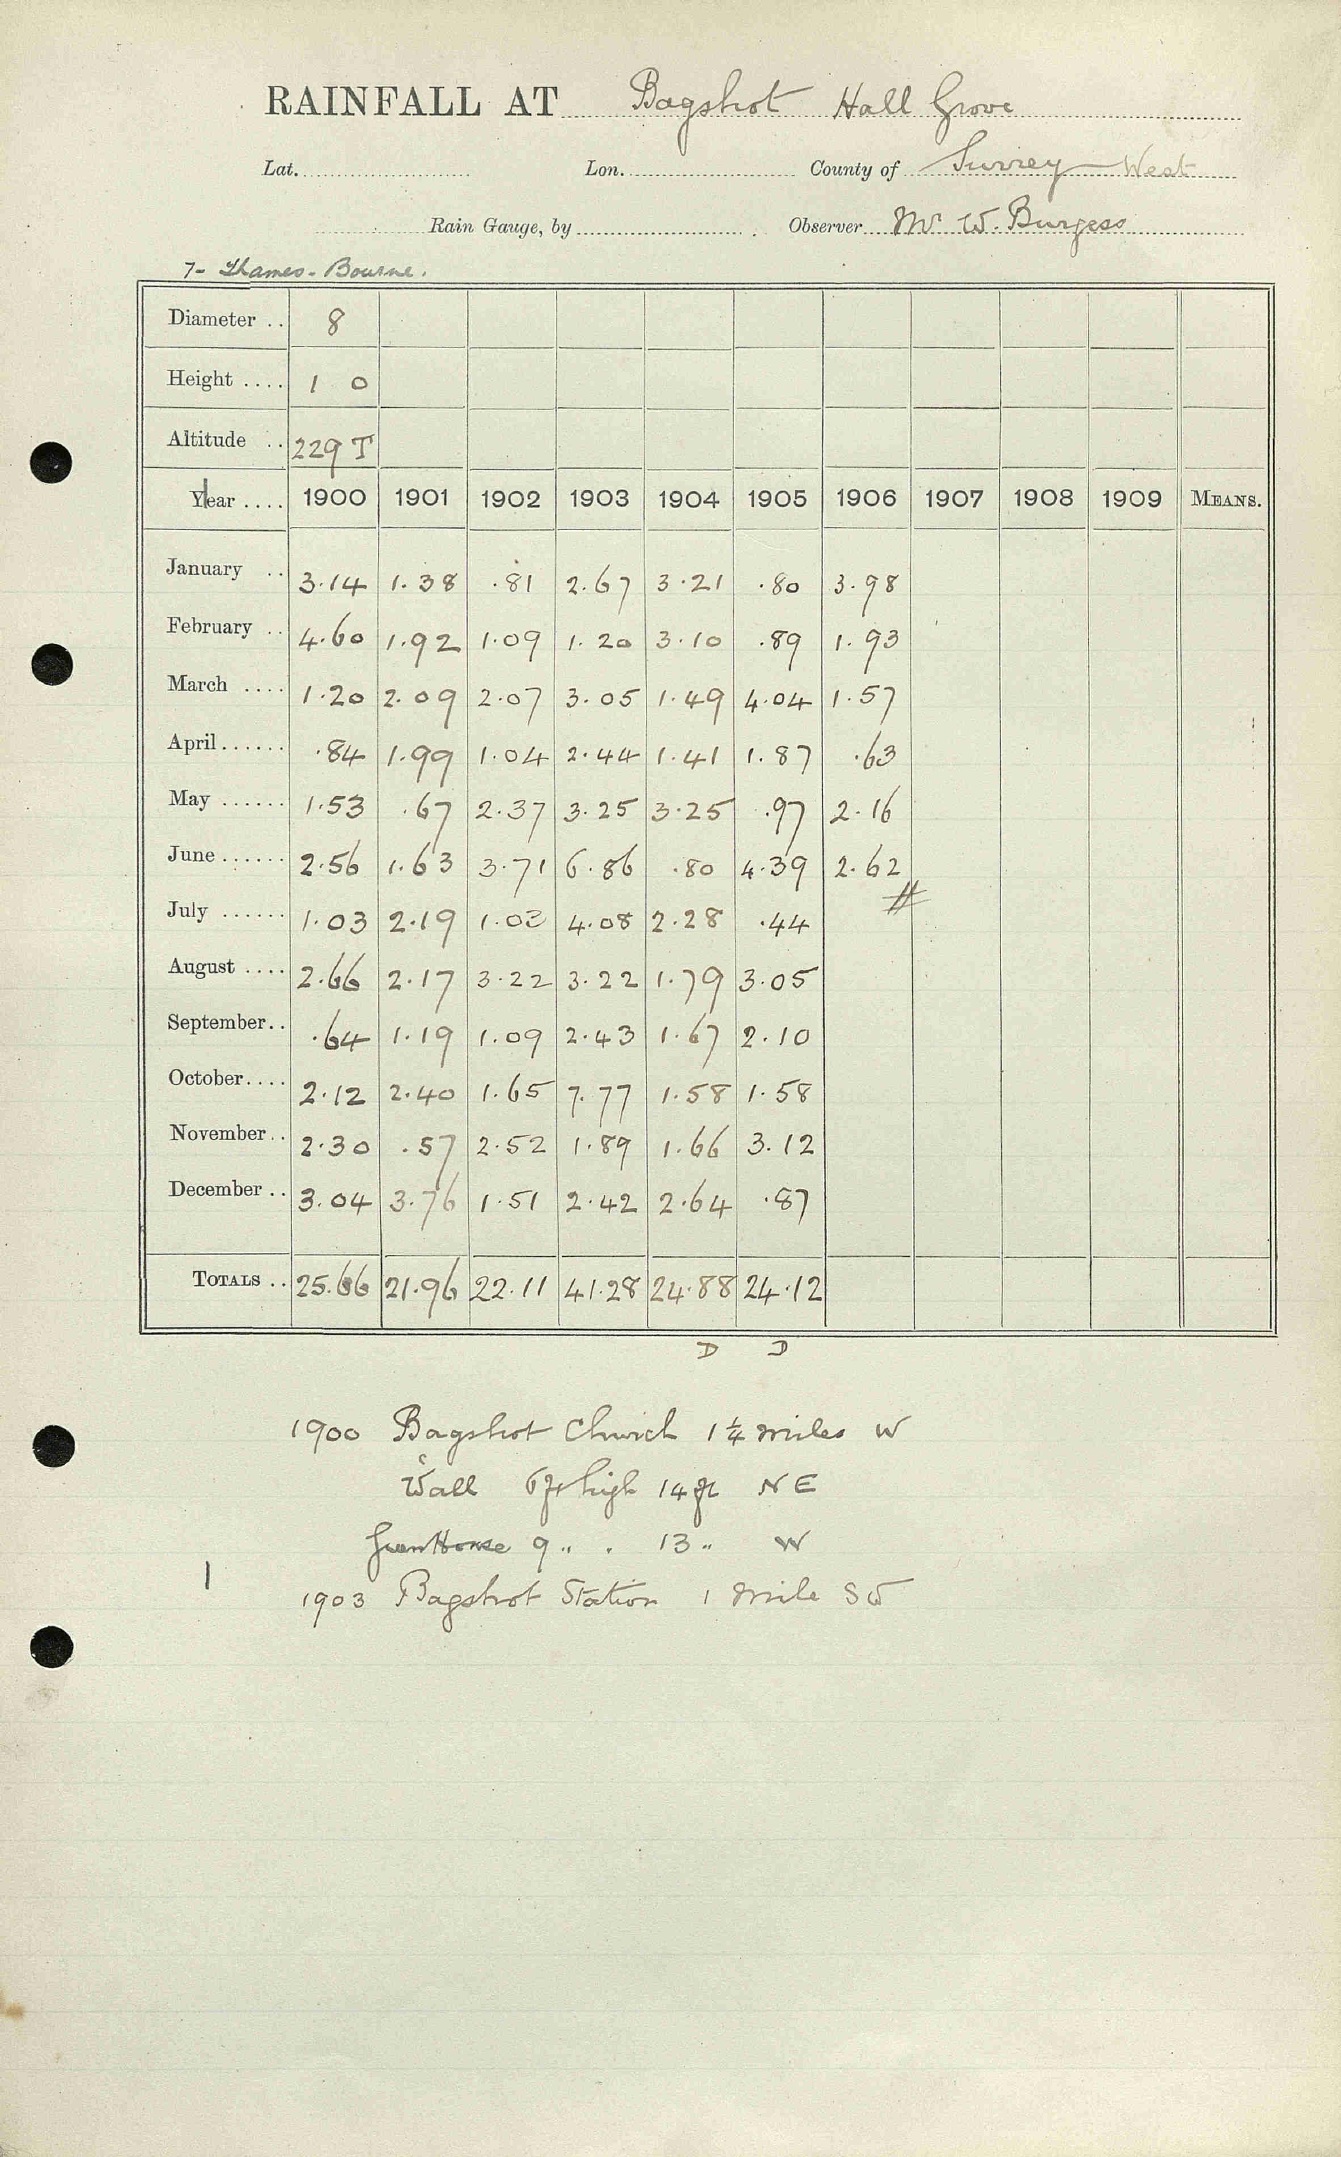 RAINFALL AT Bagshot Hall Grove
Lat. Lon. County of Surrey West
Rain Gauge, by Observer Mr W. Burgess
7 - Thames - Bourne.
Diameter .. 8
Height .... 1 0
Altitude .. 229 T
Year .... 1900 1901 1902 1903 1904 1905 1906 1907 1908 1909 MEANS.
January .. 3.14 1.38 .81 2.67 3.21 .80 3.98
February .. 4.60 1.92 1.09 1.20 3.10 .89 1.93
March .... 1.20 2.09 2.07 3.05 1.49 4.04 1.57
April ...... .84 1.99 1.04 2.44 1.41 1.87 .63
May ...... 1.53 .67 2.37 3.25 3.25 .97 2.16
June ...... 2.56 1.63 3.71 6.86 .80 4.39 2.62
July ...... 1.03 2.19 1.03 4.08 2.28 .44
August .... 2.66 2.17 3.22 3.22 1.79 3.05
September.. .64 1.19 1.09 2.43 1.67 2.10
October.... 2.12 2.40 1.65 7.77 1.58 1.58
November.. 2.30 .57 2.52 1.89 1.66 3.12
December .. 3.04 3.76 1.51 2.42 2.64 .87
TOTALS .. 25.66 21.96 22.11 41.28 24.88 24.12
D D
1900 Bagshot Church 1 1/4 miles W
Wall 6ft high 14 ft NE
Green House 9 " . 13 " W
1903 Bagshot Station 1 mile SW